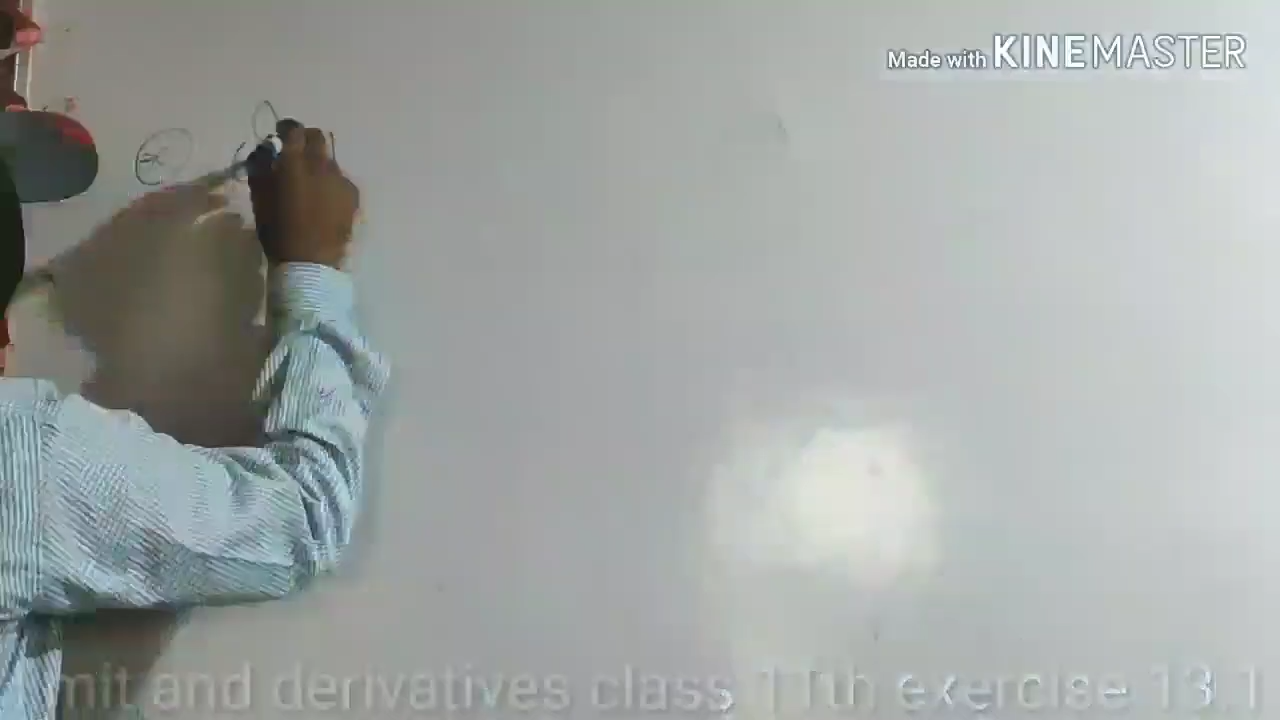 Made with KINEMASTER
mit and derivatives class 11th exercise 13.1